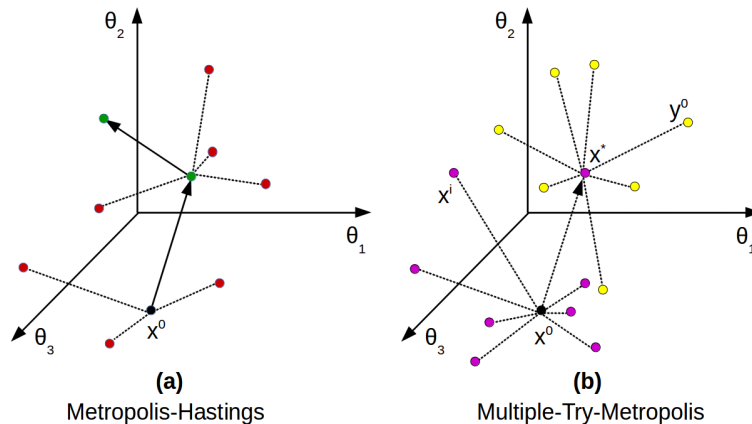 θ2
θ1
θ3
x0
(a)
Metropolis-Hastings
θ2
y0
x*
xi
θ1
θ3
x0
(b)
Multiple-Try-Metropolis